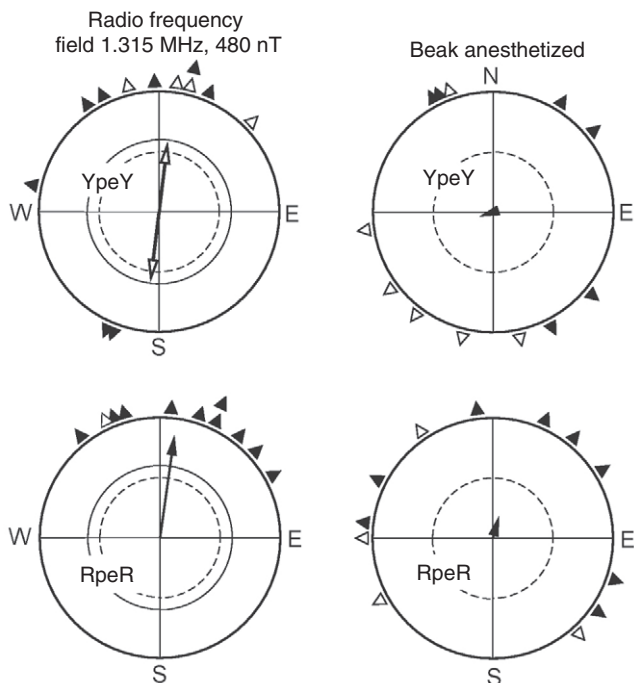 Radio frequency
field 1.315 MHz, 480 nT
Beak anesthetized
N
YpeY
YpeY
W
E
E
S
RpeR
RpeR
W
E
E
S
S